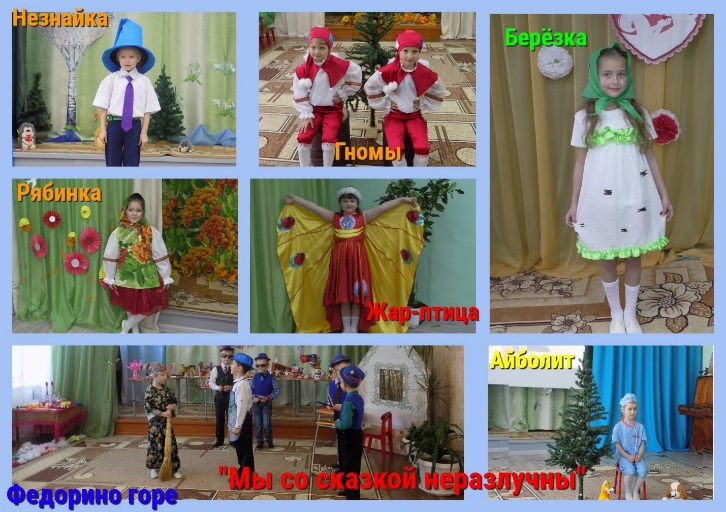 Незнайка
Гномы
Берёзка
Рябинка
Жар-птица
Айболит
"Мы со сказкой неразлучны"
Федорино горе